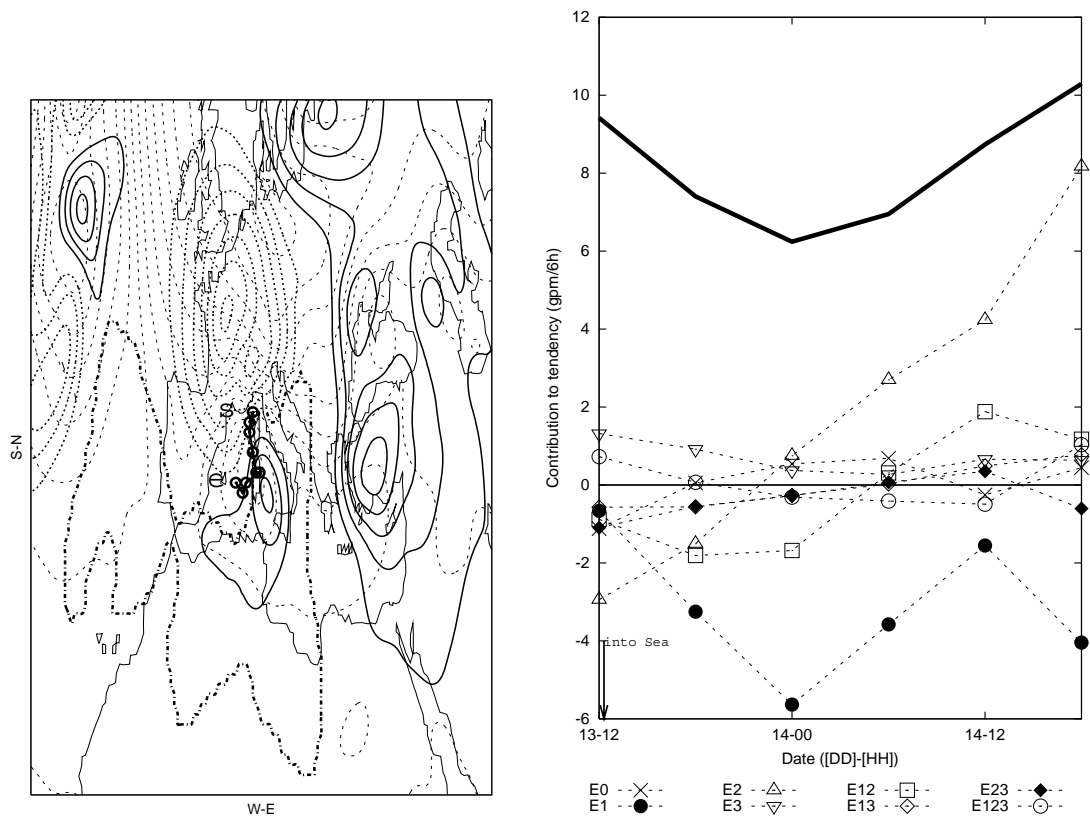 S-N
W-E
S
e
Contribution to tendency (gpm/6h)
12
10
8
6
4
2
0
-2
-4
-6
into Sea
13-12
14-00
14-12
Date ([DD]-[HH])
E0 E2 E12 E23
E1 E3 E13 E123